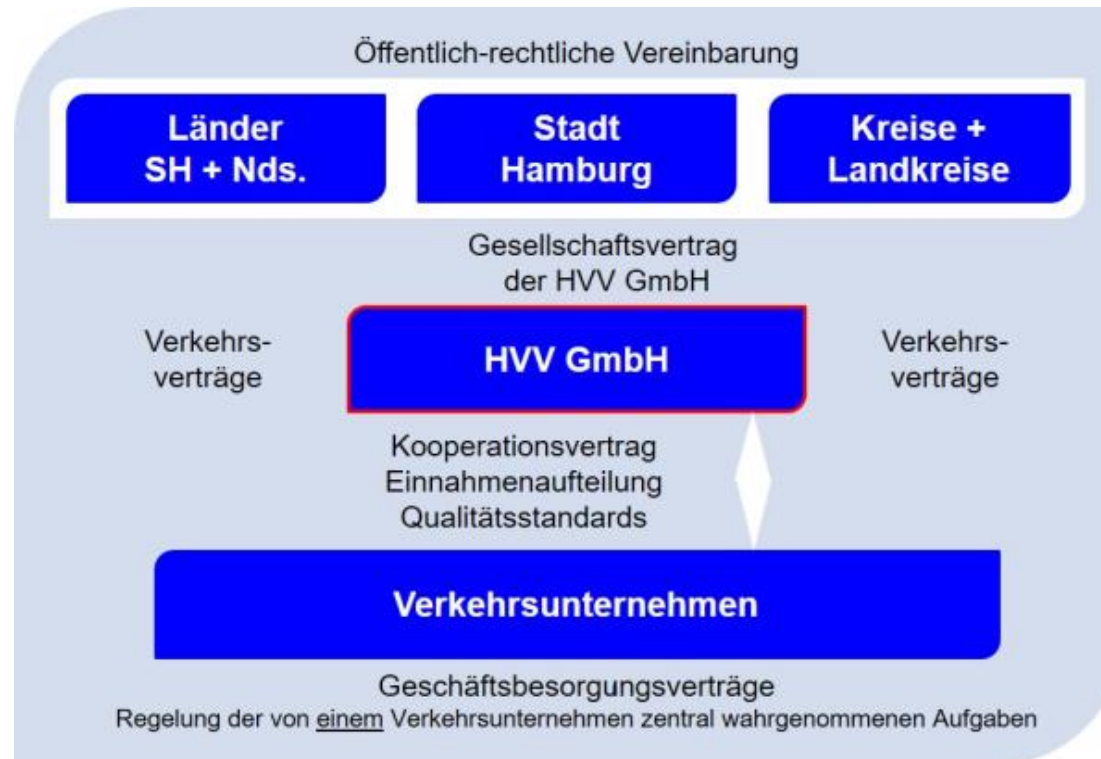 Öffentlich-rechtliche Vereinbarung
Länder
SH + Nds.
Stadt
Hamburg
Kreise +
Landkreise
Gesellschaftsvertrag
der HVV GmbH
Verkehrs-
verträge
HVV GmbH
Verkehrs-
verträge
Kooperationsvertrag
Einnahmenaufteilung
Qualitätsstandards
Verkehrsunternehmen
Geschäftsbesorgungsverträge
Regelung der von einem Verkehrsunternehmen zentral wahrgenommenen Aufgaben